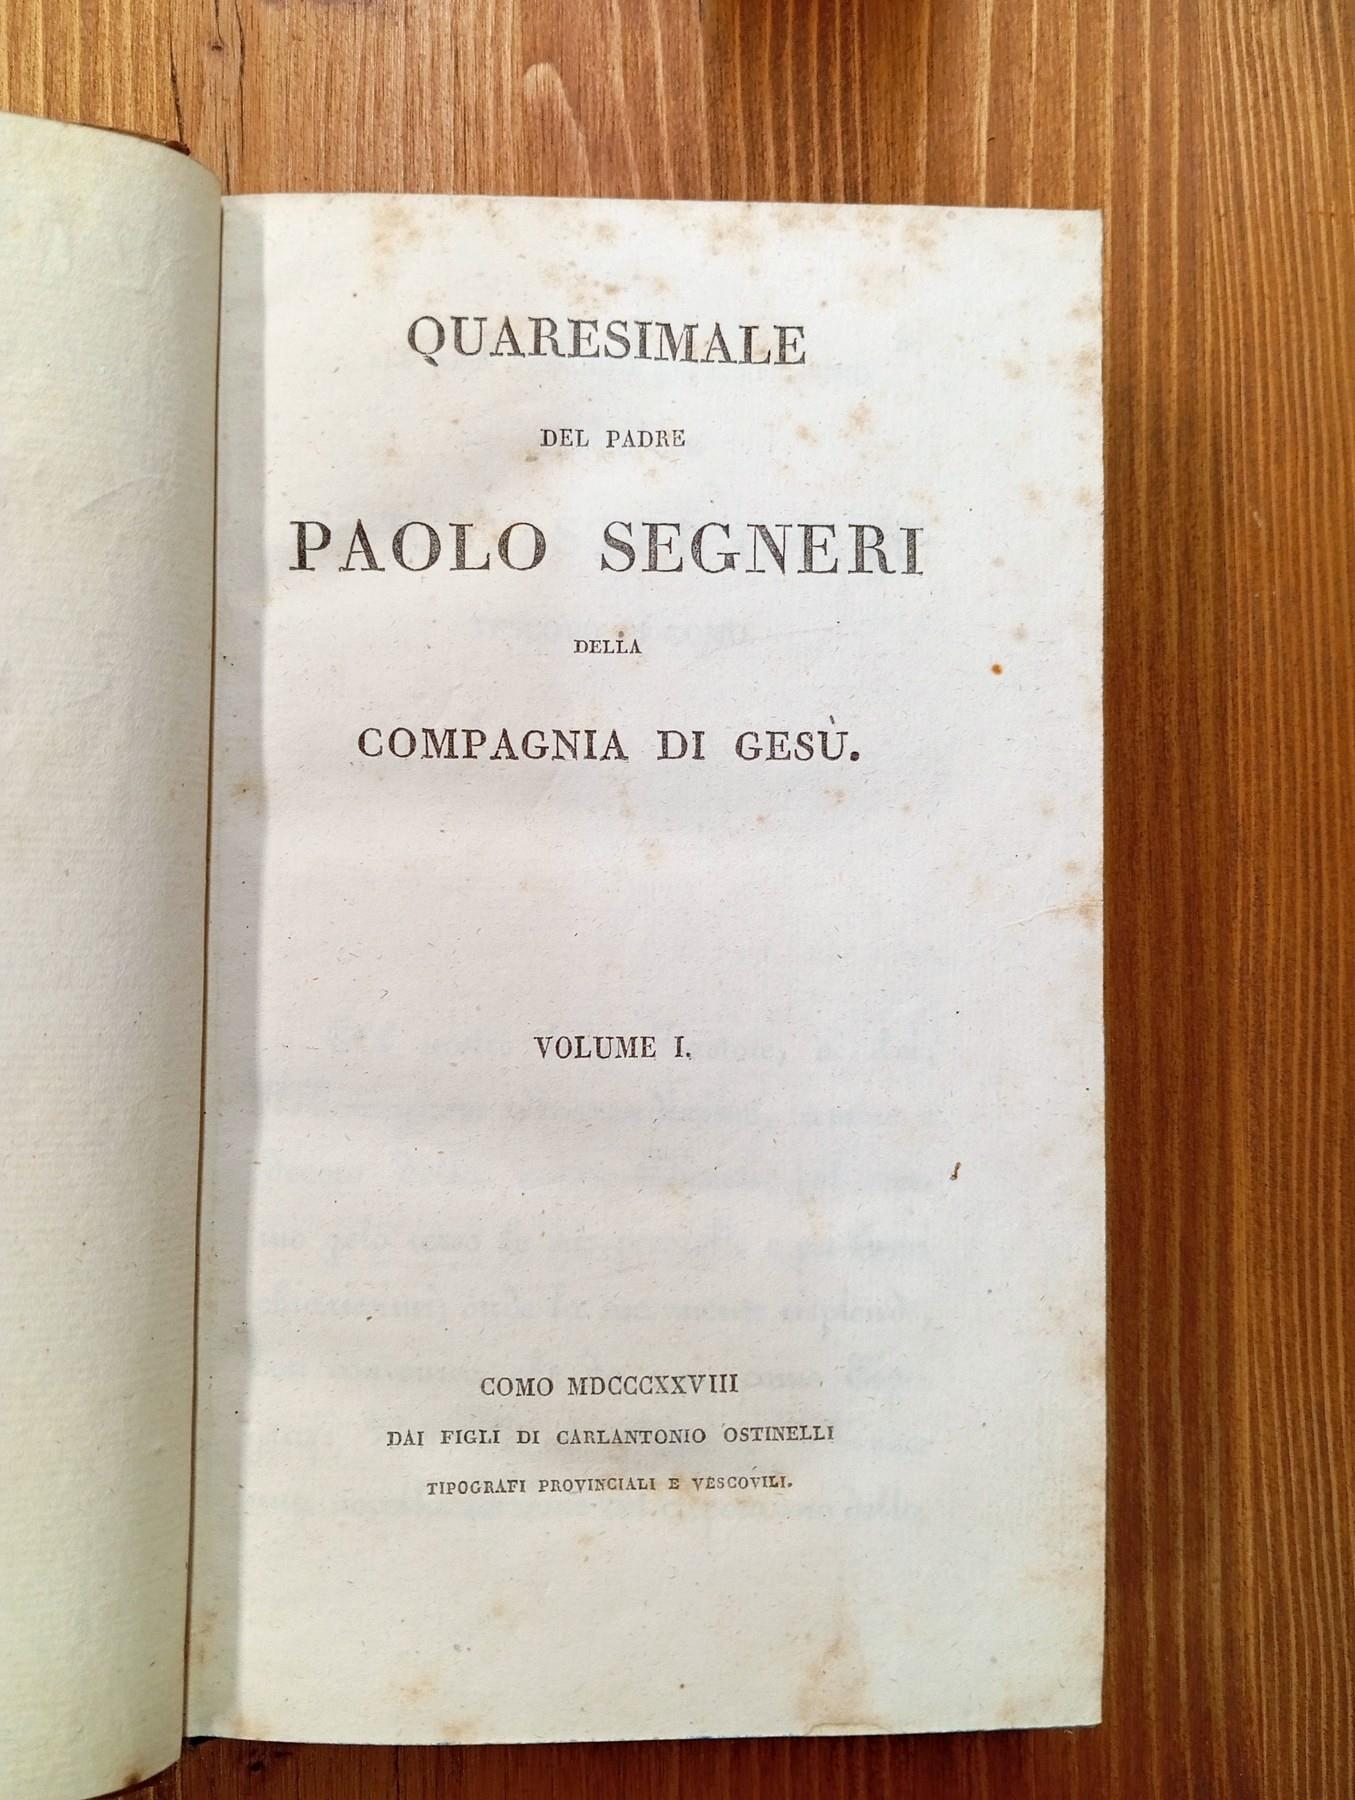 QUARESIMALE
DEL PADRE
PAOLO SEGNERI
DELLA
COMPAGNIA DI GESÙ.
VOLUME I.
COMO MDCCCXXVIII
DAI FIGLI DI CARLANTONIO OSTINELLI
TIPOGRAFI PROVINCIALI E VESCOVILI.